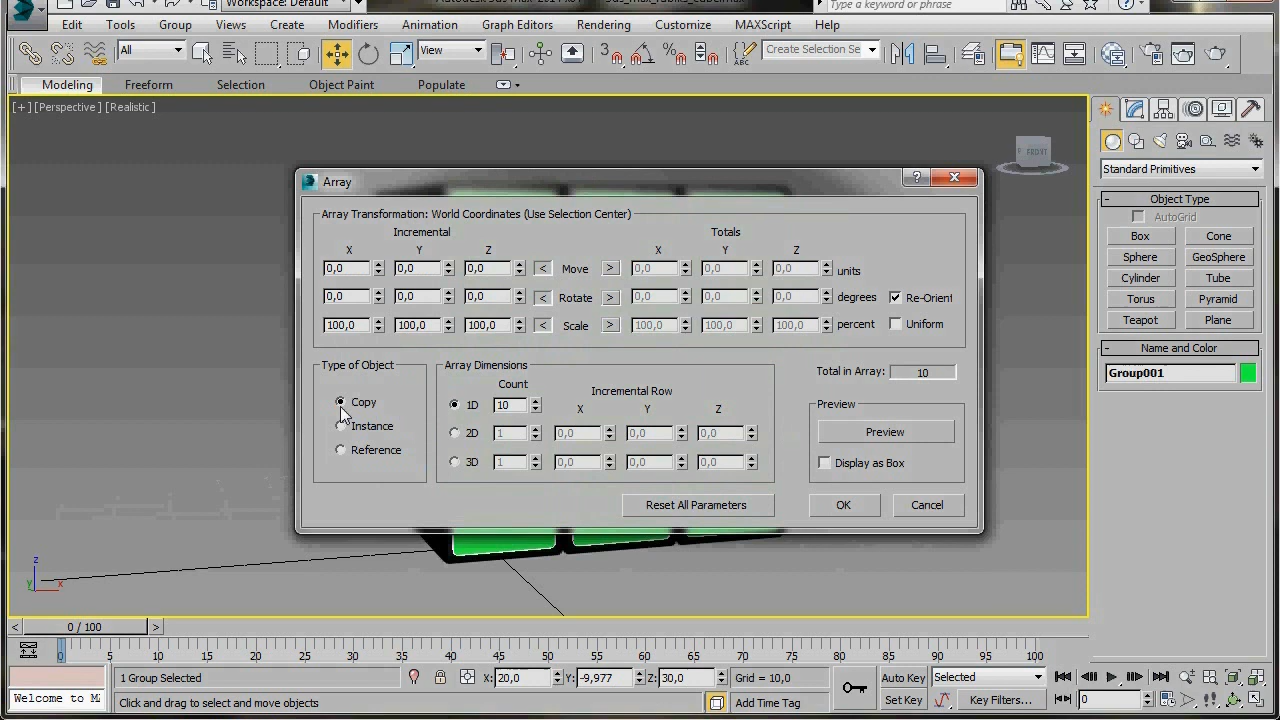 Workspace: Default
Type a keyword or phrase
Edit Tools Group Views Create Modifiers Animation Graph Editors Rendering Customize MAXScript Help
All View Create Selection Se
Modeling Freeform Selection Object Paint Populate
[+] [Perspective] [Realistic]
FRONT
Standard Primitives
- Object Type
AutoGrid
Box Cone
Sphere GeoSphere
Cylinder Tube
Torus Pyramid
Teapot Plane
- Name and Color
Group001
Array
Array Transformation: World Coordinates (Use Selection Center)
Incremental Totals
X Y Z X Y Z
0,0 0,0 0,0 < Move > 0,0 0,0 0,0 units
0,0 0,0 0,0 < Rotate > 0,0 0,0 0,0 degrees Re-Orient
100,0 100,0 100,0 < Scale > 100,0 100,0 100,0 percent Uniform
Type of Object
Copy
Instance
Reference
Array Dimensions
Count Incremental Row
X Y Z
1D 10
2D 1 0,0 0,0 0,0
3D 1 0,0 0,0 0,0
Total in Array: 10
Preview
Preview
Display as Box
Reset All Parameters OK Cancel
z
y x
< 0 / 100 >
0 5 10 15 20 25 30 35 40 45 50 55 60 65 70 75 80 85 90 95 100
1 Group Selected X: 20,0 Y: -9,977 Z: 30,0 Grid = 10,0 Auto Key Selected
Welcome to M Click and drag to select and move objects Add Time Tag Set Key Key Filters... 0